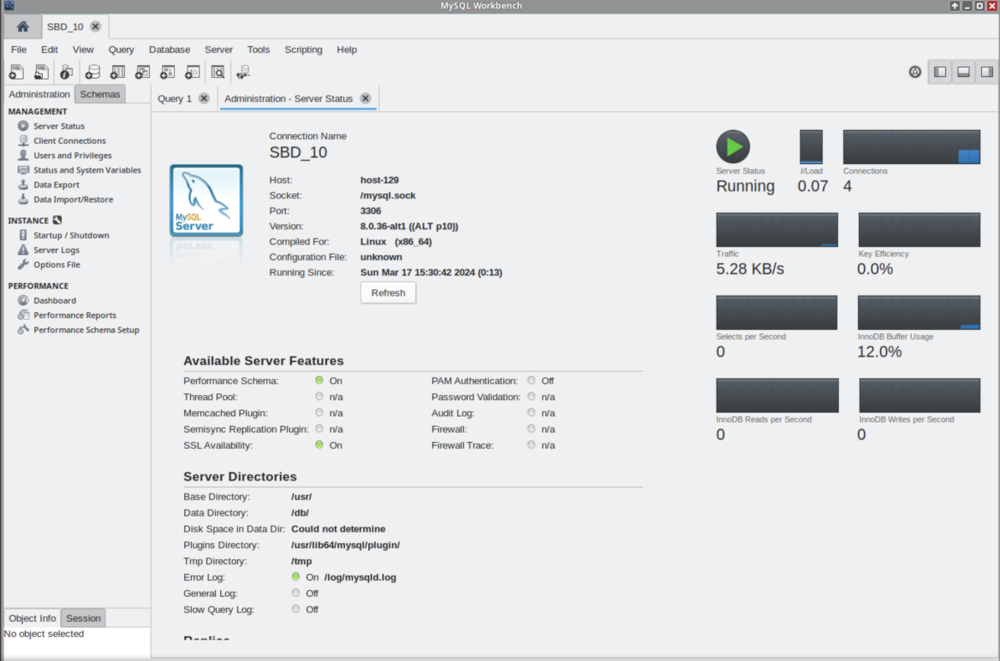 MySQL Workbench
SBD_10
File Edit View Query Database Server Tools Scripting Help
Administration Schemas
MANAGEMENT
Server Status
Client Connections
Users and Privileges
Status and System Variables
Data Export
Data Import/Restore
INSTANCE
Startup / Shutdown
Server Logs
Options File
PERFORMANCE
Dashboard
Performance Reports
Performance Schema Setup
Object Info Session
No object selected
Query 1 Administration - Server Status
MySQL
Server
Connection Name
SBD_10
Host: host-129
Socket: /mysql.sock
Port: 3306
Version: 8.0.36-alt1 ((ALT p10))
Compiled For: Linux (x86_64)
Configuration File: unknown
Running Since: Sun Mar 17 15:30:42 2024 (0:13)
Refresh
Available Server Features
Performance Schema: On PAM Authentication: Off
Thread Pool: n/a Password Validation: n/a
Memcached Plugin: n/a Audit Log: n/a
Semisync Replication Plugin: n/a Firewall: n/a
SSL Availability: On Firewall Trace: n/a
Server Directories
Base Directory: /usr/
Data Directory: /db/
Disk Space in Data Dir: Could not determine
Plugins Directory: /usr/lib64/mysql/plugin/
Tmp Directory: /tmp
Error Log: On /log/mysqld.log
General Log: Off
Slow Query Log: Off
Server Status J/Load Connections
Running 0.07 4
Traffic Key Efficiency
5.28 KB/s 0.0%
Selects per Second InnoDB Buffer Usage
0 12.0%
InnoDB Reads per Second InnoDB Writes per Second
0 0